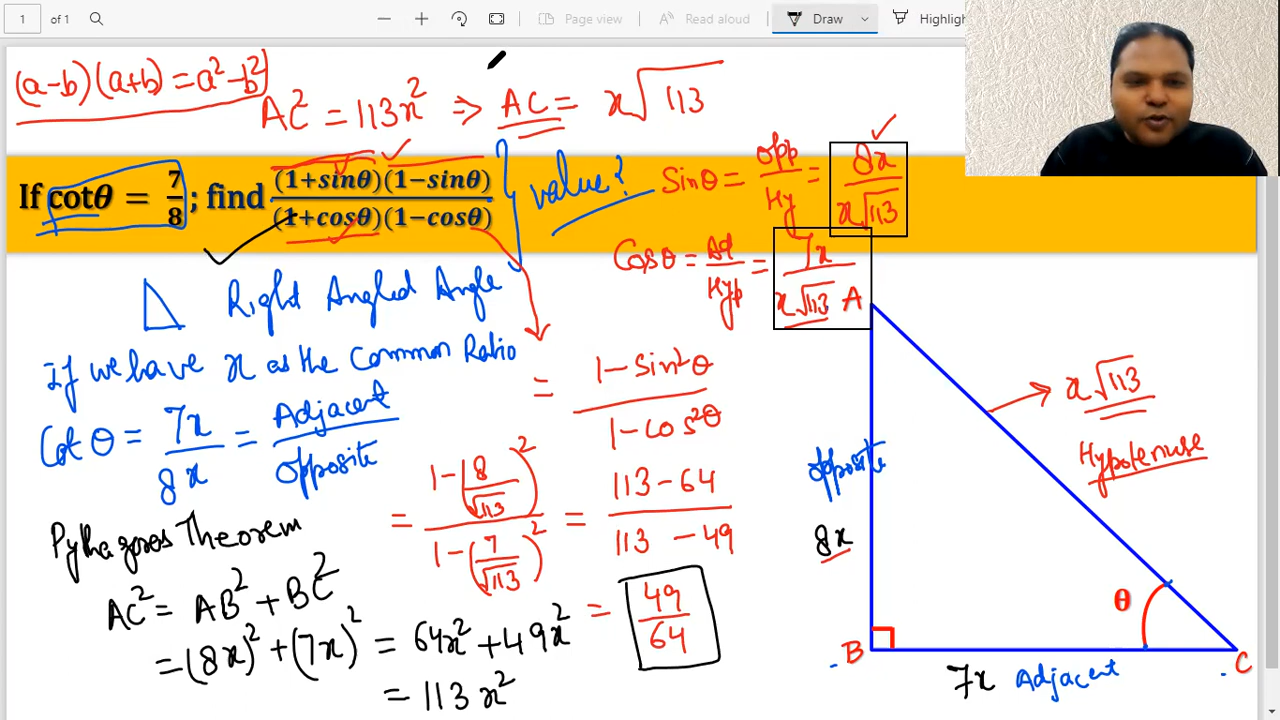 1 of 1
Page view
Read aloud
Draw
Highligh
(a-b)(a+b)=a²-b²
AC² = 113x² ⇒ AC = x√113
If cotθ = 7/8; find (1+sinθ)(1−sinθ)/(1+cosθ)(1−cosθ)
value?
Sinθ = opp/Hy = 8x/x√113
Cosθ = Ad/Hyp = 7x/x√113
Right Angled Angle
If we have x as the Common Ratio
Cot θ = 7x/8x = Adjacent/opposite
Pythagores Theorem
AC² = AB² + BC²
= (8x)² + (7x)² = 64x² + 49x²
= 113x²
= 1-Sin²θ/1-cos²θ
= 1-(8/√113)²/1-(7/√113)² = 113-64/113-49
= 49/64
A
x√113
Hypotenuse
opposite
8x
θ
B
C
7x Adjacent